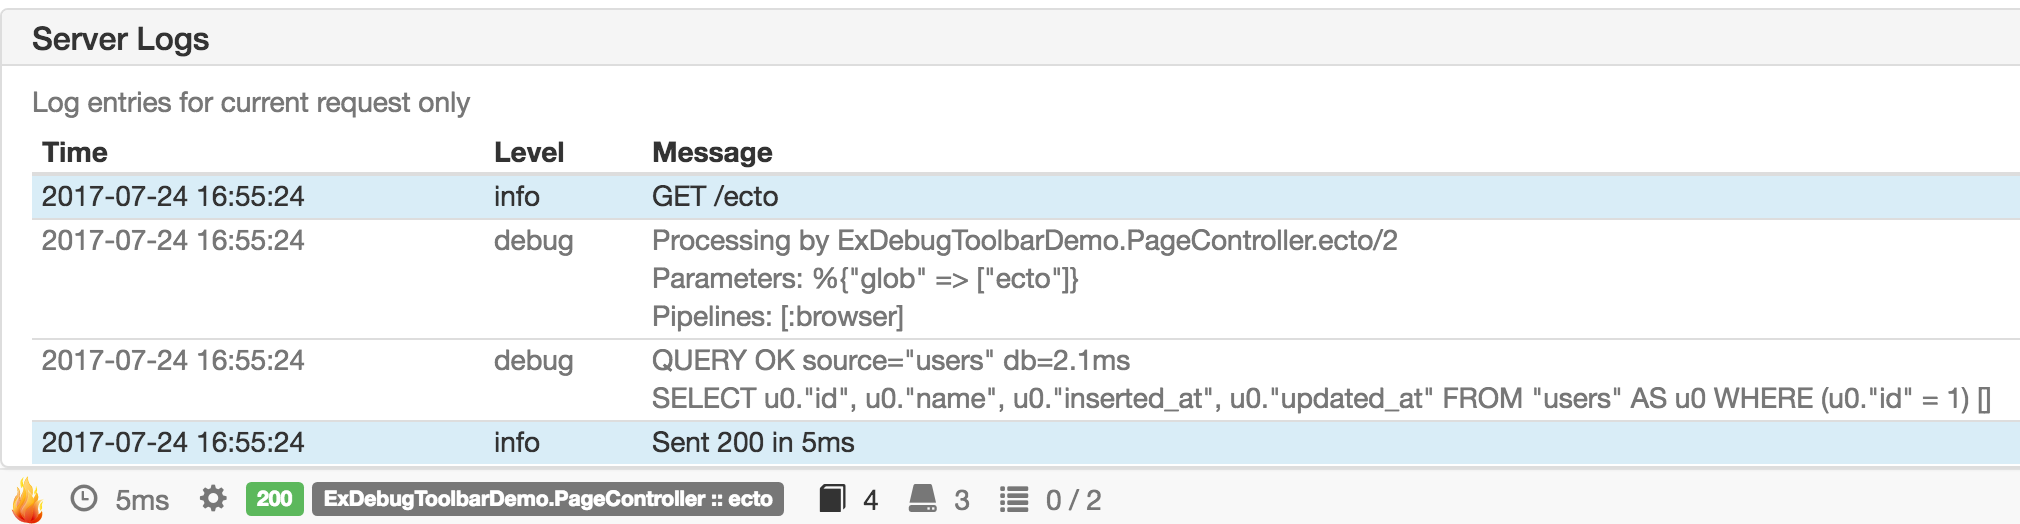 Server Logs
Log entries for current request only
Time Level Message
2017-07-24 16:55:24 info GET /ecto
2017-07-24 16:55:24 debug Processing by ExDebugToolbarDemo.PageController.ecto/2
Parameters: %{"glob" => ["ecto"]}
Pipelines: [:browser]
2017-07-24 16:55:24 debug QUERY OK source="users" db=2.1ms
SELECT u0."id", u0."name", u0."inserted_at", u0."updated_at" FROM "users" AS u0 WHERE (u0."id" = 1) []
2017-07-24 16:55:24 info Sent 200 in 5ms
5ms 200 ExDebugToolbarDemo.PageController :: ecto 4 3 0 / 2